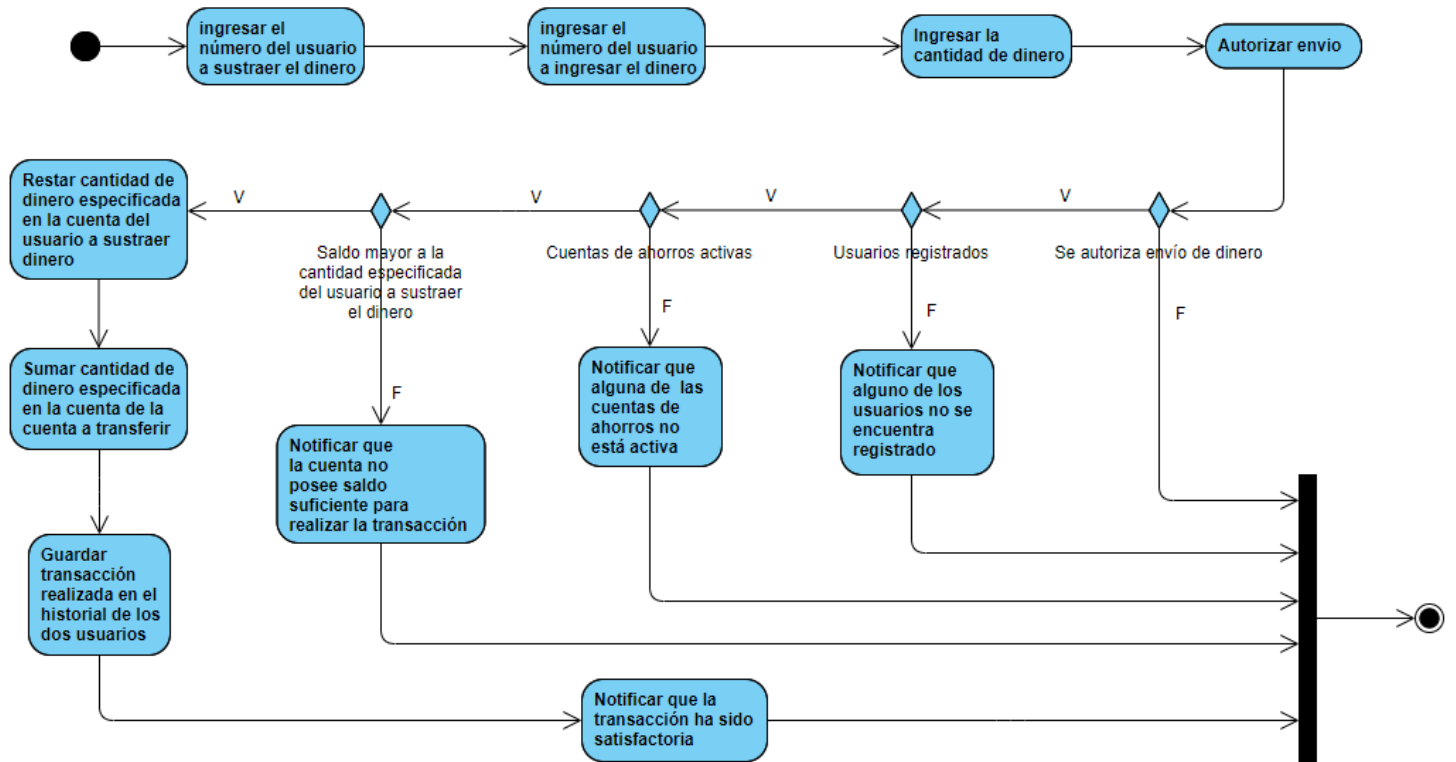 ingresar el
número del usuario
a sustraer el dinero
ingresar el
número del usuario
a ingresar el dinero
Ingresar la
cantidad de dinero
Autorizar envio
Restar cantidad de
dinero especificada
en la cuenta del
usuario a sustraer
dinero
V
V
V
V
Saldo mayor a la
cantidad especificada
del usuario a sustraer
el dinero
Cuentas de ahorros activas
Usuarios registrados
Se autoriza envío de dinero
F
F
F
F
Sumar cantidad de
dinero especificada
en la cuenta de la
cuenta a transferir
Notificar que
alguna de las
cuentas de
ahorros no
está activa
Notificar que
alguno de los
usuarios no se
encuentra
registrado
Notificar que
la cuenta no
posee saldo
suficiente para
realizar la transacción
Guardar
transacción
realizada en el
historial de los
dos usuarios
Notificar que la
transacción ha sido
satisfactoria